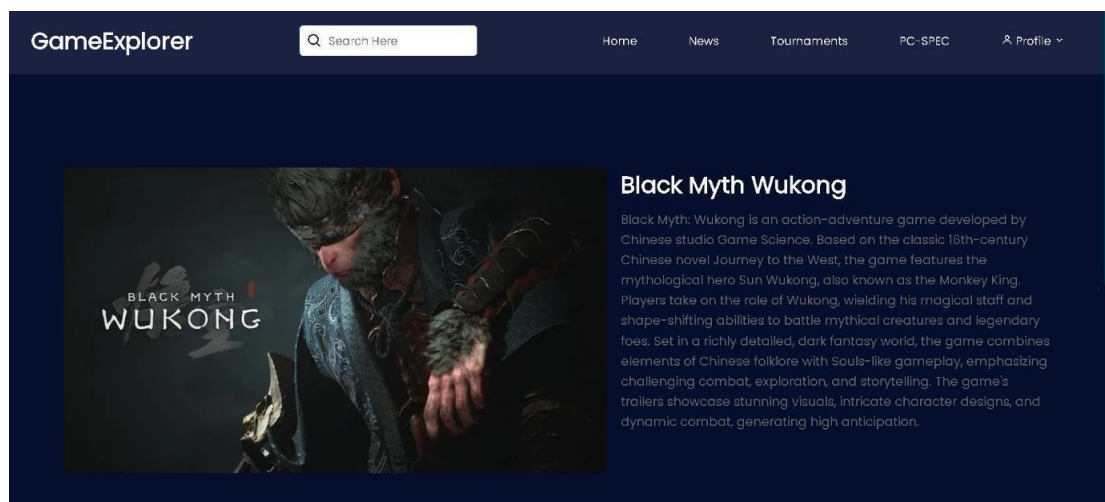 GameExplorer
Search Here
Home
News
Tournaments
PC-SPEC
Profile
BLACK MYTH
WUKONG
Black Myth Wukong
Black Myth: Wukong is an action-adventure game developed by
Chinese studio Game Science. Based on the classic 16th-century
Chinese novel Journey to the West, the game features the
mythological hero Sun Wukong, also known as the Monkey King.
Players take on the role of Wukong, wielding his magical staff and
shape-shifting abilities to battle mythical creatures and legendary
foes. Set in a richly detailed, dark fantasy world, the game combines
elements of Chinese folklore with Souls-like gameplay, emphasizing
challenging combat, exploration, and storytelling. The game's
trailers showcase stunning visuals, intricate character designs, and
dynamic combat, generating high anticipation.